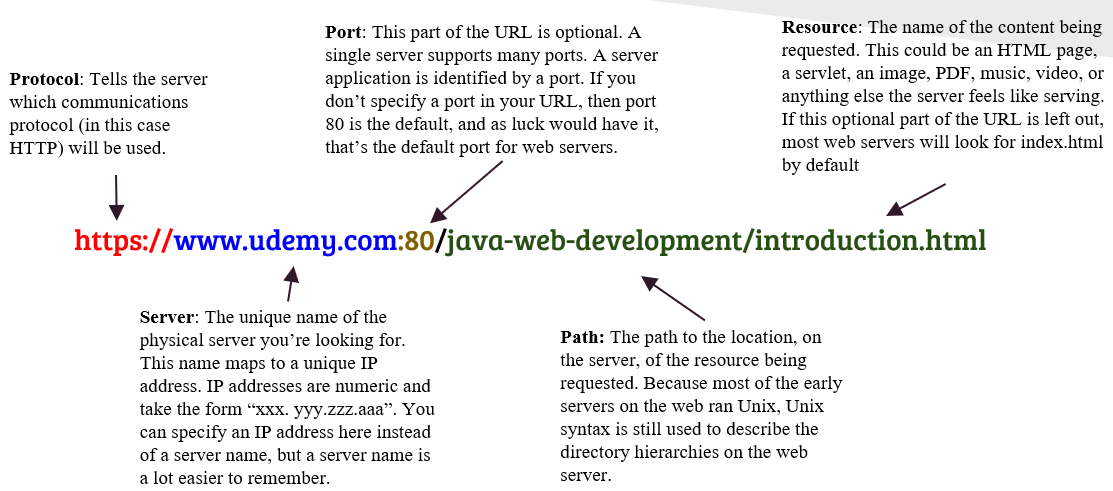 Protocol: Tells the server
which communications
protocol (in this case
HTTP) will be used.
Port: This part of the URL is optional. A
single server supports many ports. A server
application is identified by a port. If you
don’t specify a port in your URL, then port
80 is the default, and as luck would have it,
that’s the default port for web servers.
Resource: The name of the content being
requested. This could be an HTML page,
a servlet, an image, PDF, music, video, or
anything else the server feels like serving.
If this optional part of the URL is left out,
most web servers will look for index.html
by default
https://www.udemy.com:80/java-web-development/introduction.html
Server: The unique name of the
physical server you’re looking for.
This name maps to a unique IP
address. IP addresses are numeric and
take the form “xxx. yyy.zzz.aaa”. You
can specify an IP address here instead
of a server name, but a server name is
a lot easier to remember.
Path: The path to the location, on
the server, of the resource being
requested. Because most of the early
servers on the web ran Unix, Unix
syntax is still used to describe the
directory hierarchies on the web
server.